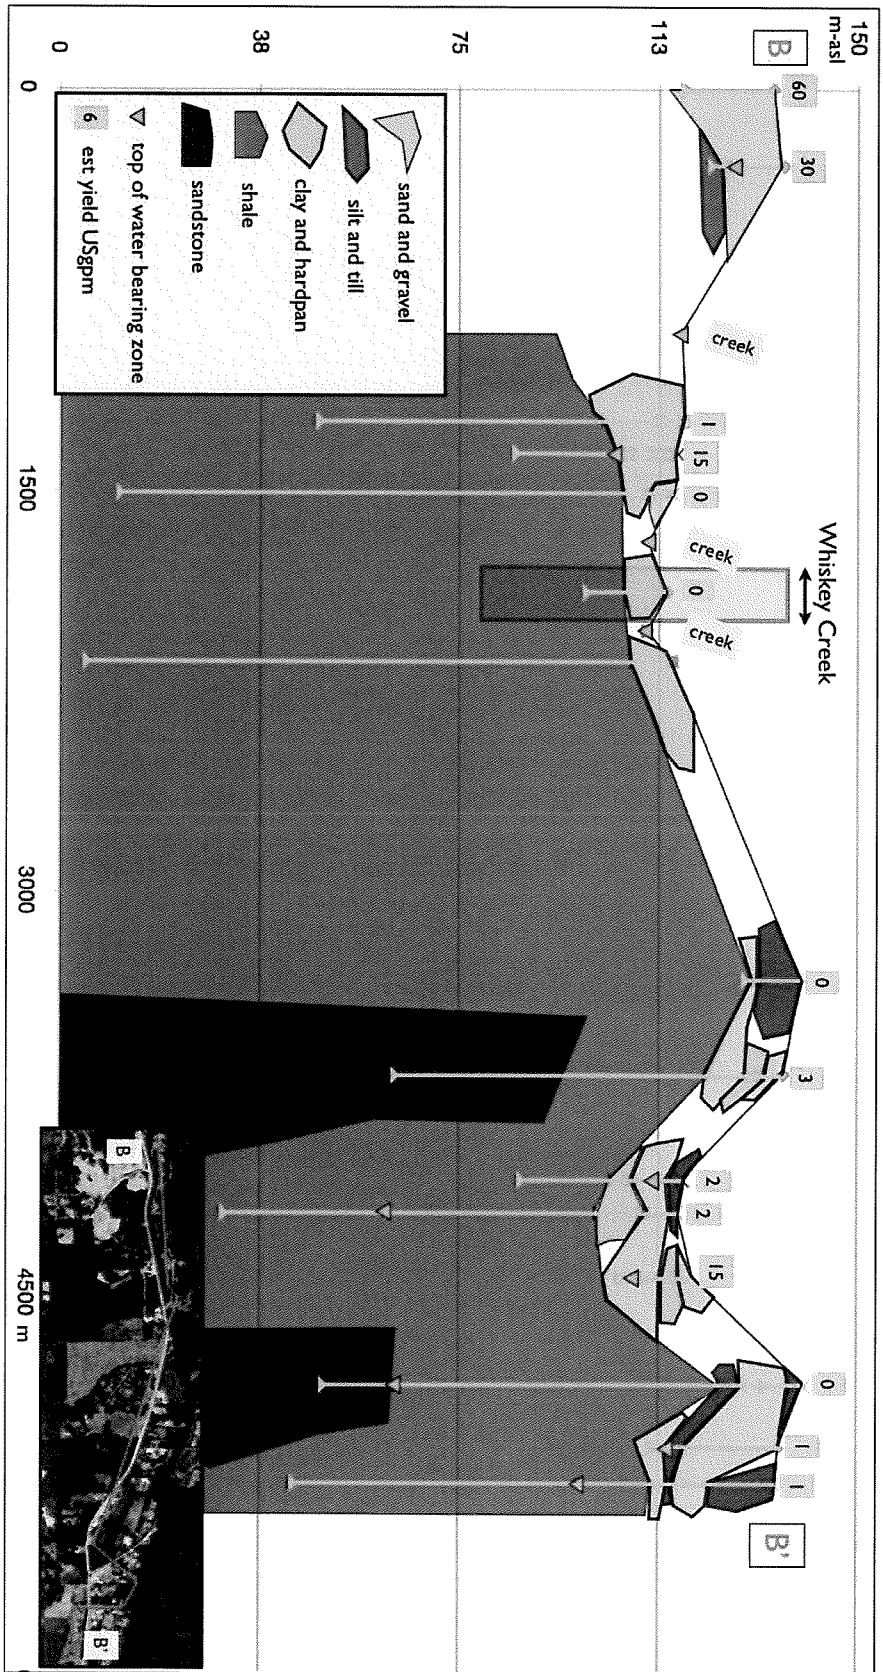 150
m-asl
113
75
38
0
B
B'
60
30
creek
1
15
0
creek
Whiskey Creek
0
creek
0
3
2
2
15
0
1
1
0
1500
3000
4500 m
sand and gravel
silt and till
clay and hardpan
shale
sandstone
top of water bearing zone
6 est yield USgpm
B
B'